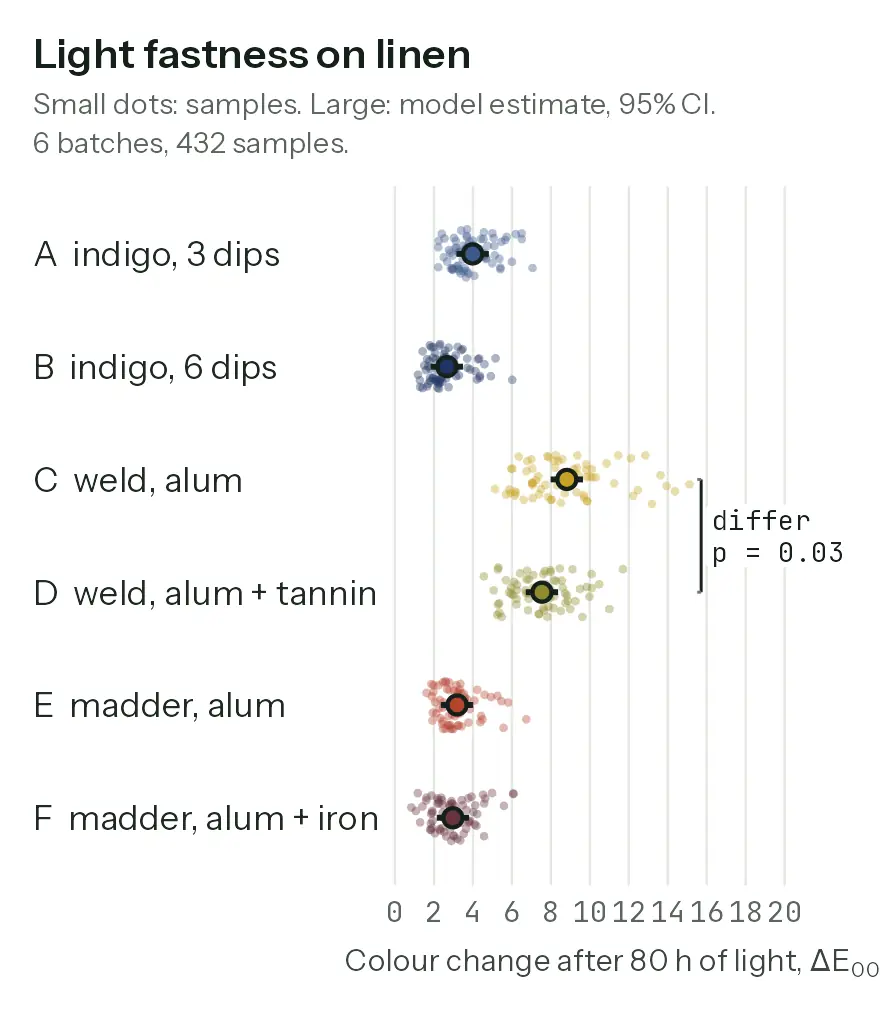 Light fastness on linen
Small dots: samples. Large: model estimate, 95% CI.
6 batches, 432 samples.
A indigo, 3 dips
B indigo, 6 dips
C weld, alum
differ
p = 0.03
D weld, alum + tannin
E madder, alum
F madder, alum + iron
0 2 4 6 8 10 12 14 16 18 20
Colour change after 80 h of light, ΔE₀₀